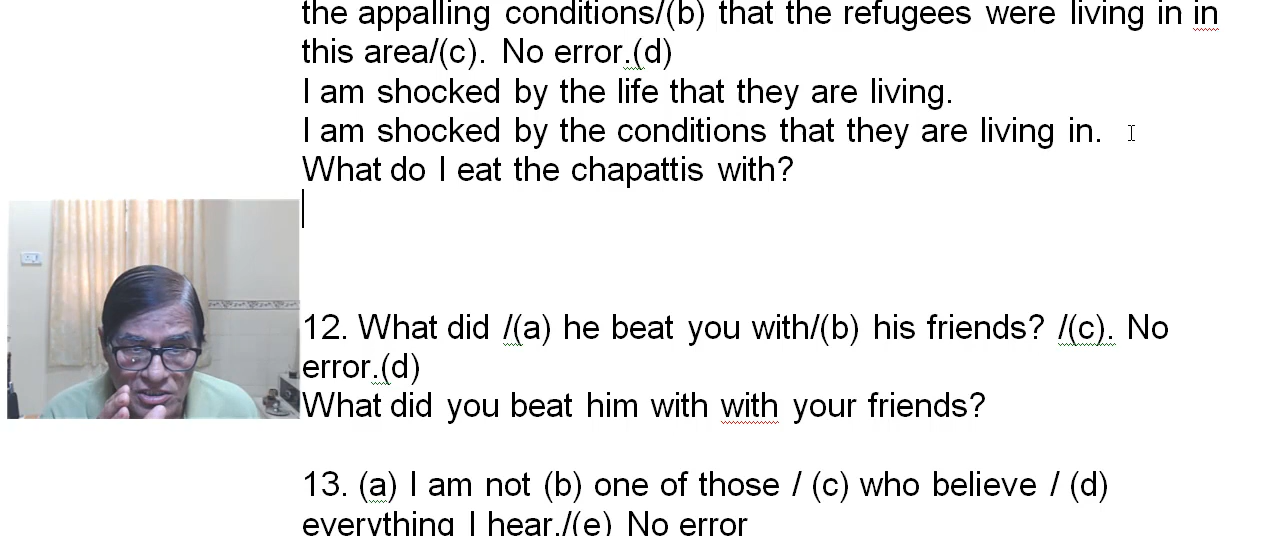 the appalling conditions/(b) that the refugees were living in in
this area/(c). No error.(d)
I am shocked by the life that they are living.
I am shocked by the conditions that they are living in.
What do I eat the chapattis with?
12. What did /(a) he beat you with/(b) his friends? /(c). No
error.(d)
What did you beat him with with your friends?
13. (a) I am not (b) one of those / (c) who believe / (d)
everything I hear./(e) No error